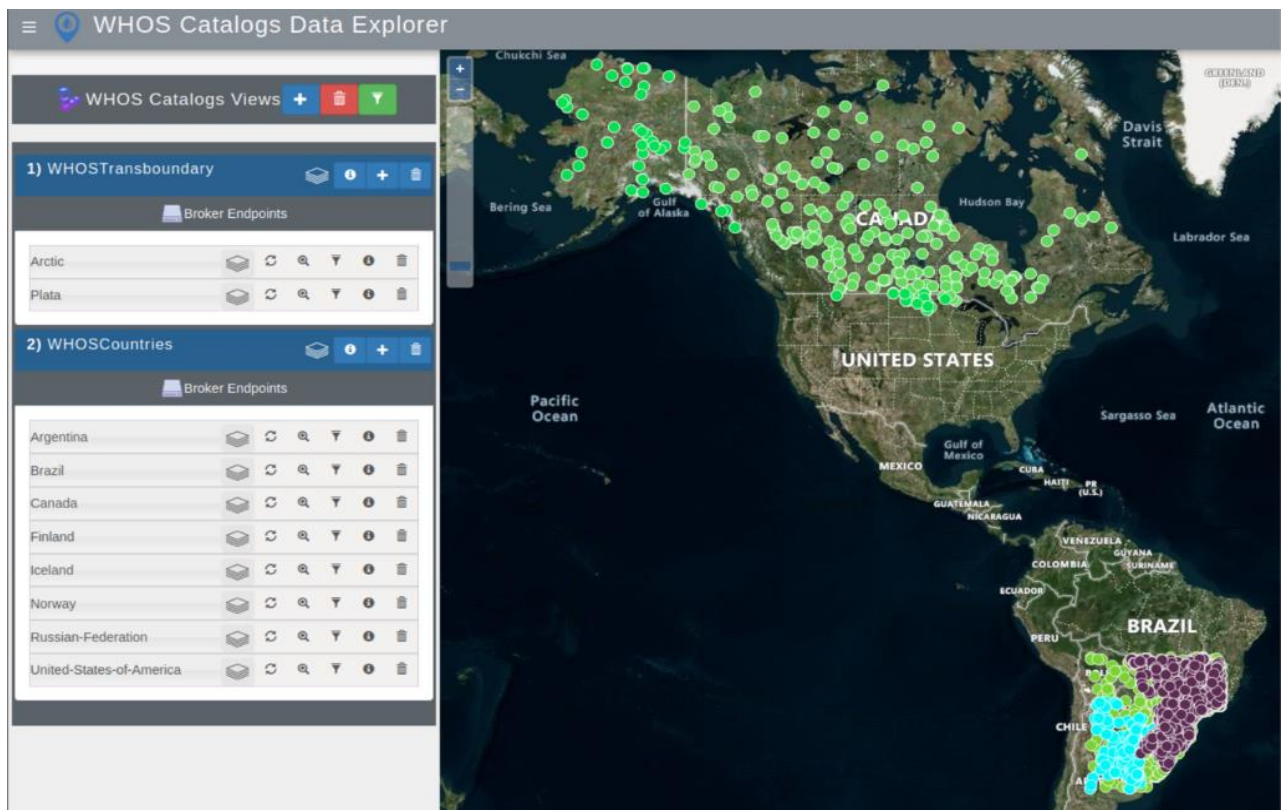 WHOS Catalogs Data Explorer
WHOS Catalogs Views
1) WHOSTransboundary
Broker Endpoints
Arctic
Plata
2) WHOSCountries
Broker Endpoints
Argentina
Brazil
Canada
Finland
Iceland
Norway
Russian-Federation
United-States-of-America
+
−
Chukchi Sea
GREENLAND
(DEN.)
Davis
Strait
Bering Sea
Gulf
of Alaska
Hudson Bay
Labrador Sea
UNITED STATES
Pacific
Ocean
Sargasso Sea
Atlantic
Ocean
Gulf of
Mexico
MEXICO
CUBA
HAITI
PR
(U.S.)
GUATEMALA
NICARAGUA
VENEZUELA
GUYANA
COLOMBIA
SURINAME
ECUADOR
PERU
BRAZIL
CHILE